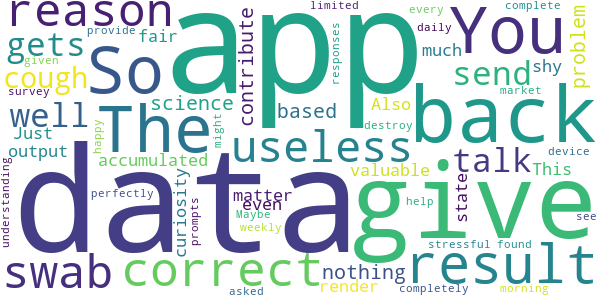 limited every provide daily complete
reason app You
gets fair contribute much shy problem
cough So responses
given survey science based Also send
well The back
Just output happy might market destroy device
accumulated useless talk
understanding data give valuable This
perfectly curiosity prompts matter even state
Maybe weekly help see
swab correct nothing result
stressful found
render completely morning
asked